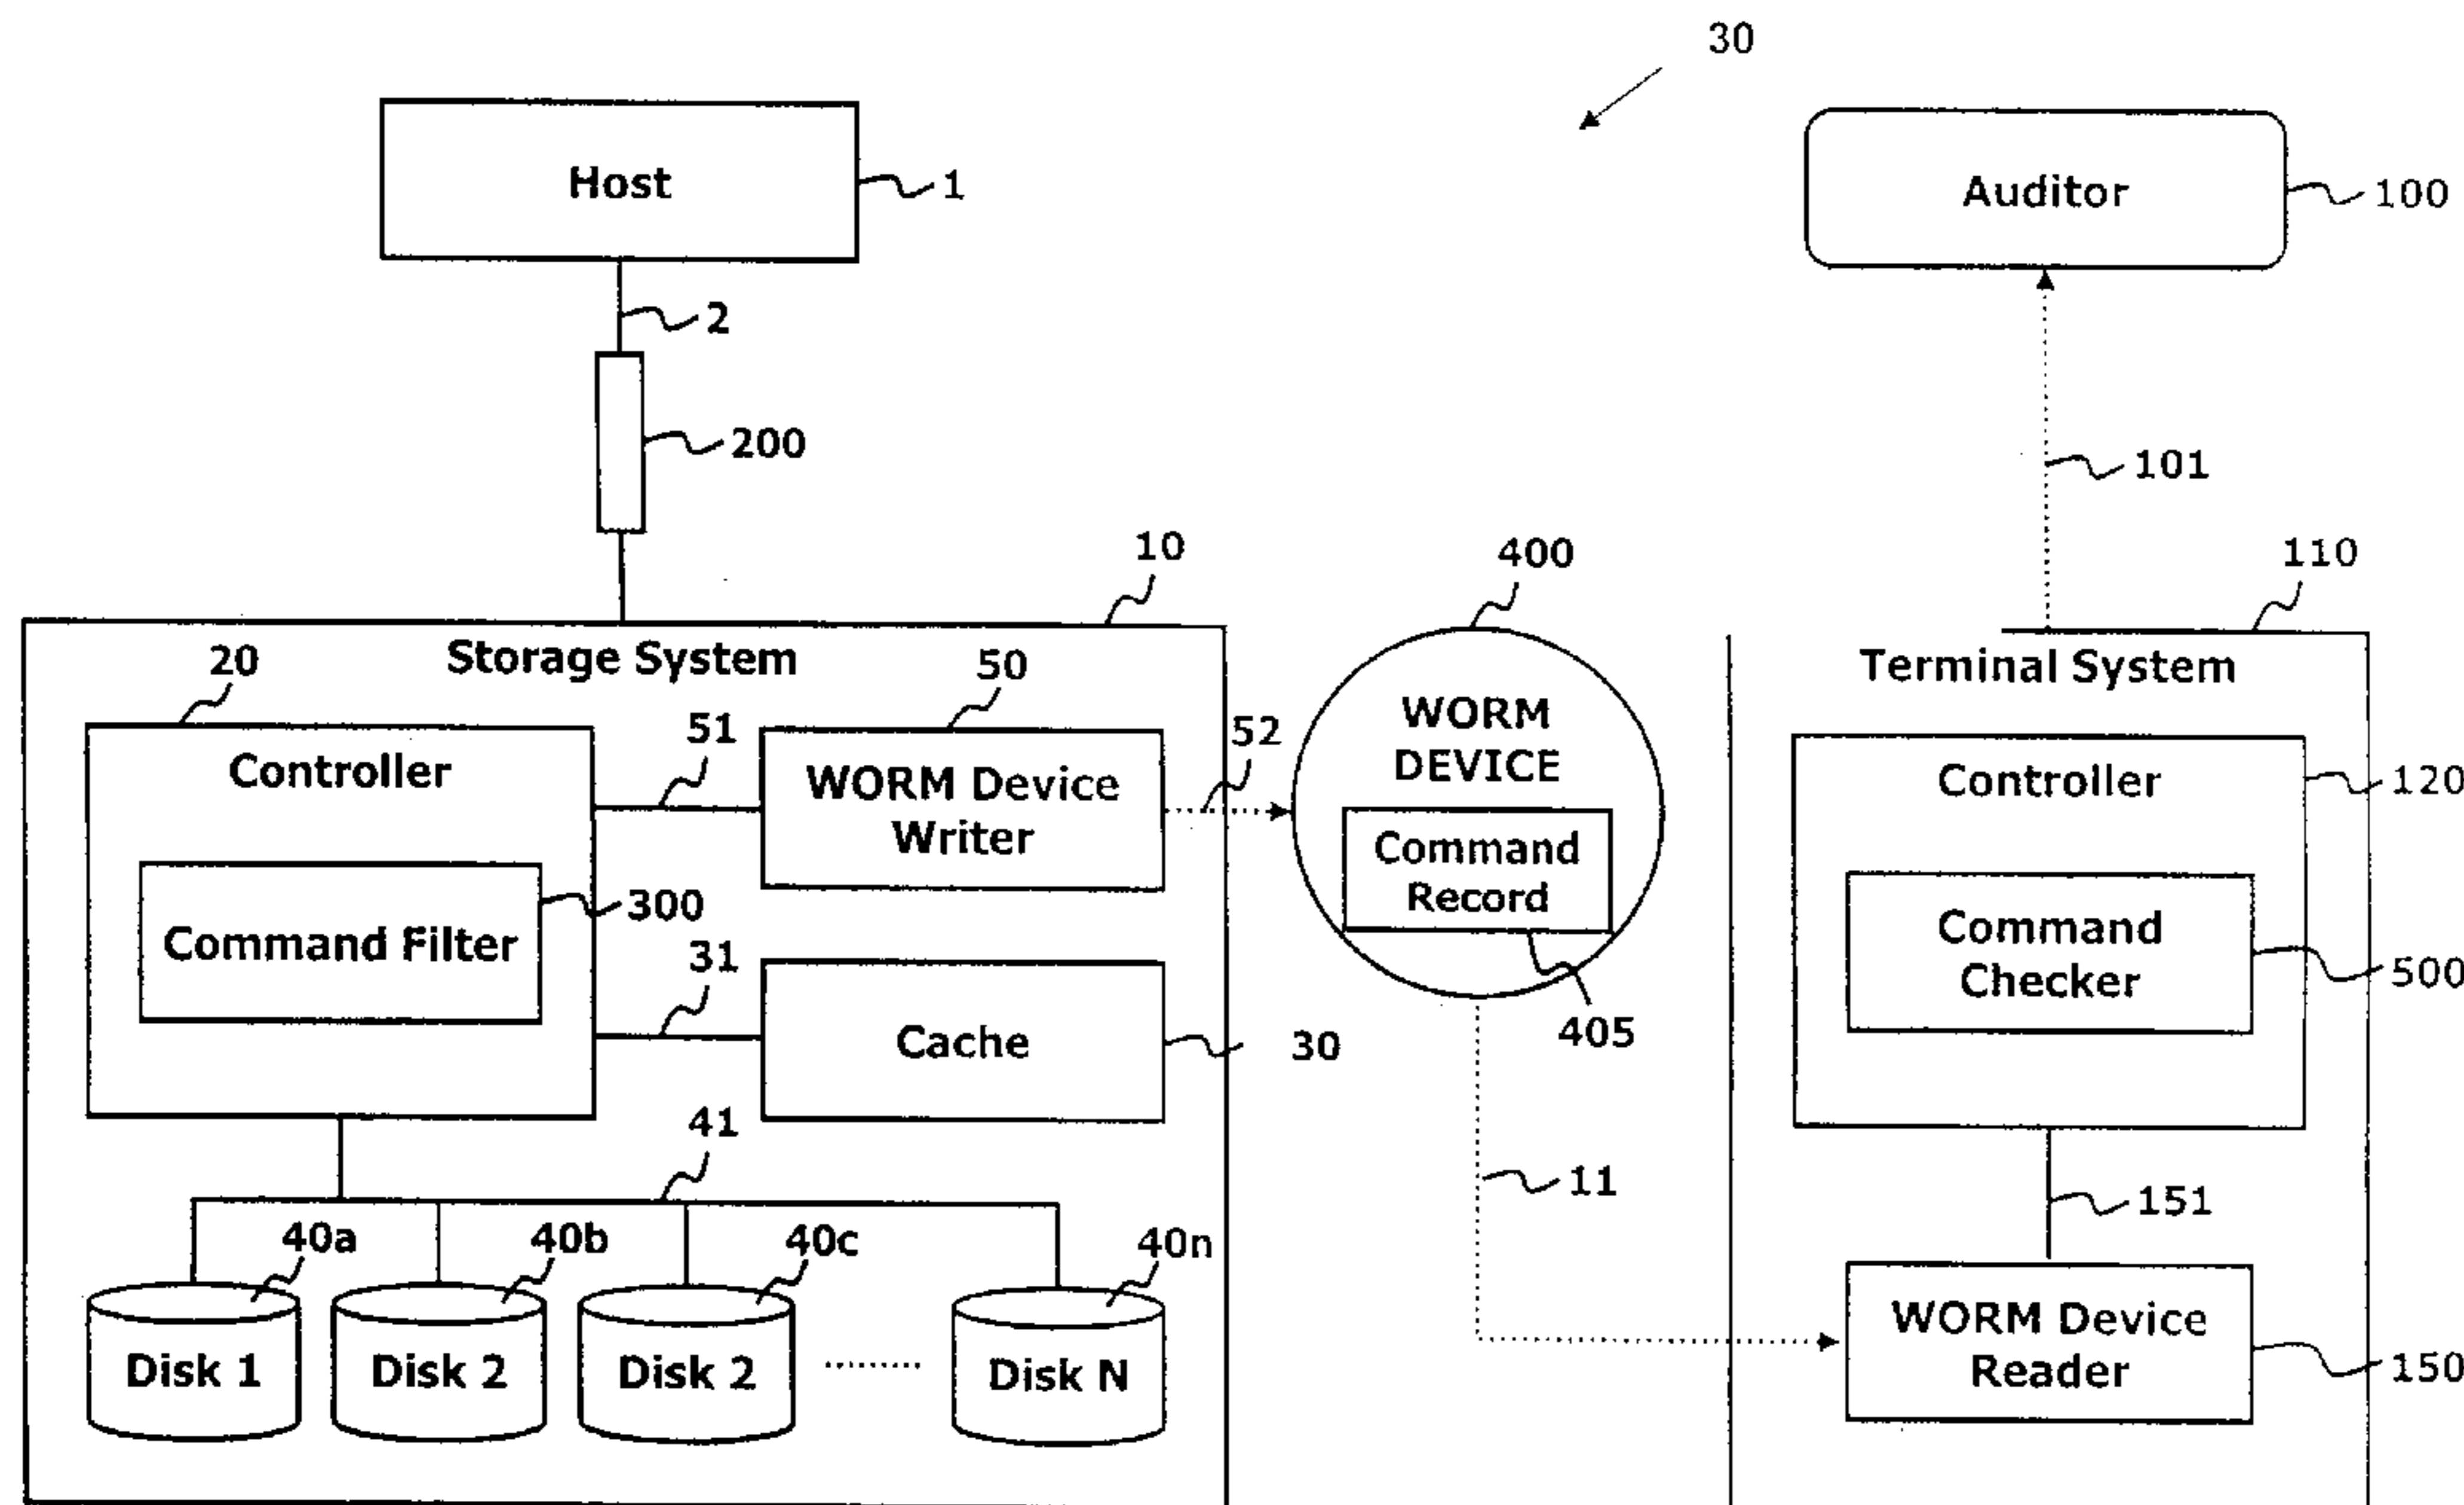 30
Host
1
Auditor
100
2
200
101
10
400
110
Storage System
Terminal System
20
50
51
52
Controller
WORM Device
Writer
WORM
DEVICE
Controller
120
Command
Record
300
Command Filter
Command
Checker
500
31
405
Cache
30
41
11
151
40a
40b
40c
40n
Disk 1
Disk 2
Disk 2
Disk N
WORM Device
Reader
150